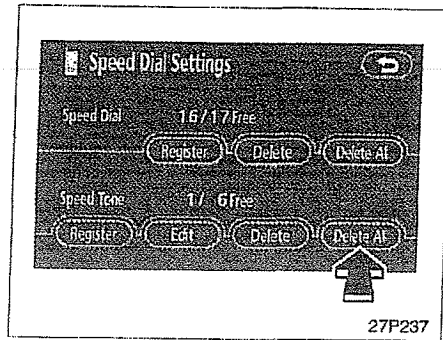 Speed Dial Settings
Speed Dial 16/17Free
Register Delete Delete All
Speed Tone 1/ 6Free
Register Edit Delete Delete All
27P237